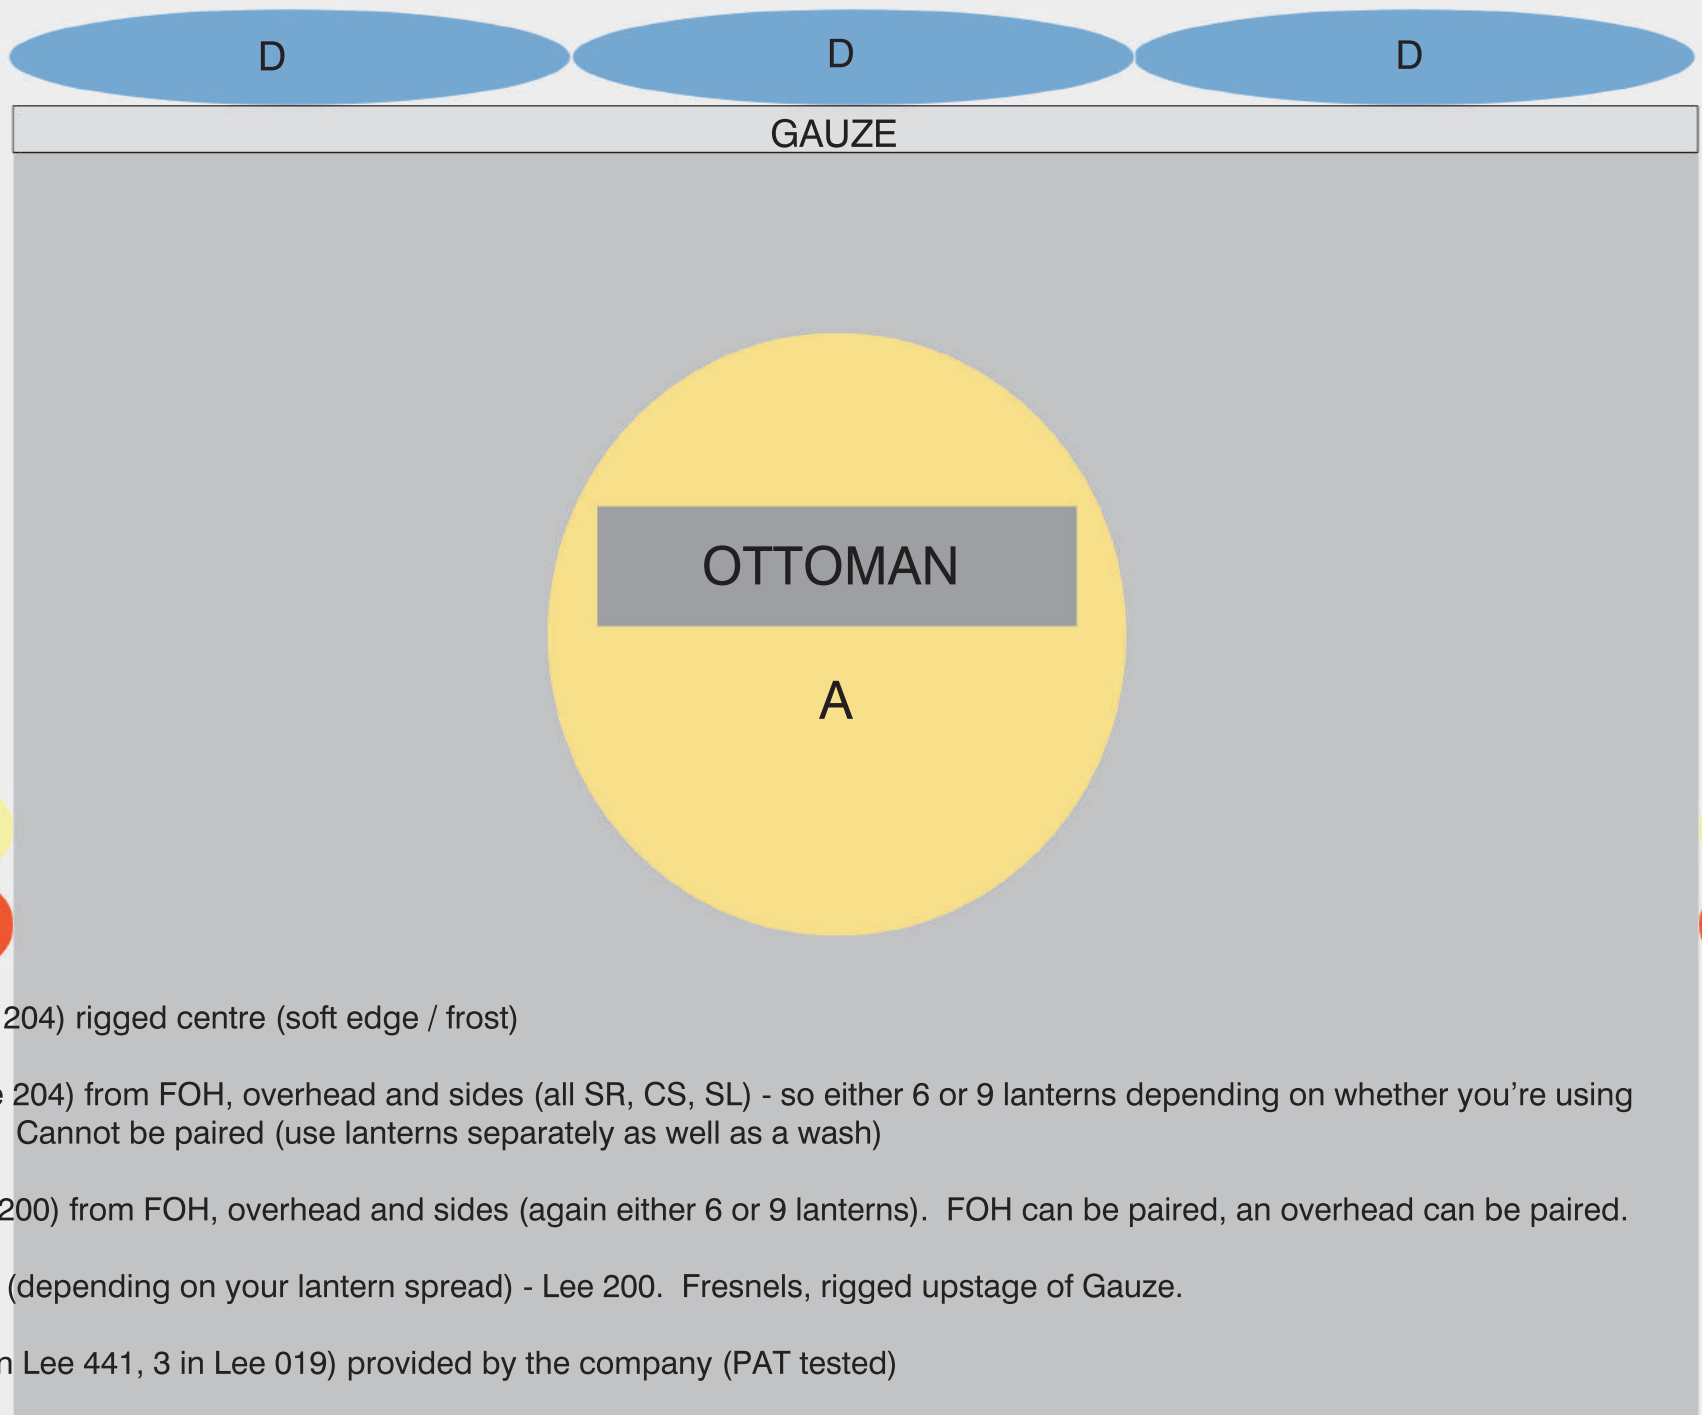 D D D
GAUZE
OTTOMAN
A
204) rigged centre (soft edge / frost)
204) from FOH, overhead and sides (all SR, CS, SL) - so either 6 or 9 lanterns depending on whether you’re using
Cannot be paired (use lanterns separately as well as a wash)
200) from FOH, overhead and sides (again either 6 or 9 lanterns).  FOH can be paired, an overhead can be paired.
(depending on your lantern spread) - Lee 200.  Fresnels, rigged upstage of Gauze.
n Lee 441, 3 in Lee 019) provided by the company (PAT tested)